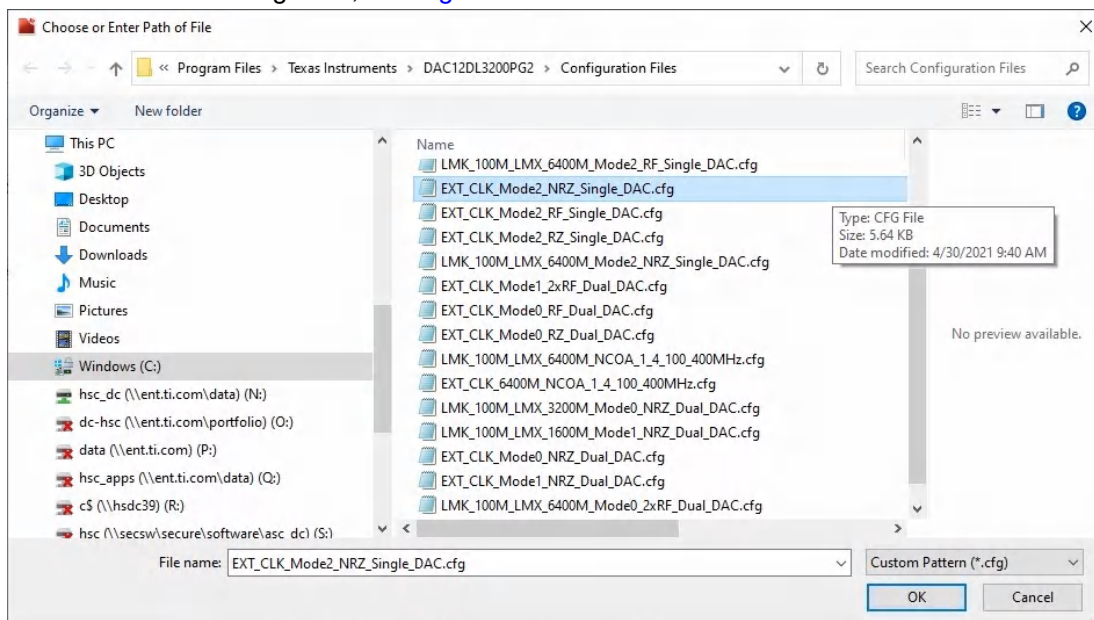 Choose or Enter Path of File
« Program Files › Texas Instruments › DAC12DL3200PG2 › Configuration Files
Search Configuration Files
Organize
New folder
This PC
3D Objects
Desktop
Documents
Downloads
Music
Pictures
Videos
Windows (C:)
hsc_dc (\\ent.ti.com\data) (N:)
dc-hsc (\\ent.ti.com\portfolio) (O:)
data (\\ent.ti.com) (P:)
hsc_apps (\\ent.ti.com\data) (Q:)
c$ (\\hsdc39) (R:)
hsc (\\secsw\secure\software\asc_dc) (S:)
Name
LMK_100M_LMX_6400M_Mode2_RF_Single_DAC.cfg
EXT_CLK_Mode2_NRZ_Single_DAC.cfg
EXT_CLK_Mode2_RF_Single_DAC.cfg
EXT_CLK_Mode2_RZ_Single_DAC.cfg
LMK_100M_LMX_6400M_Mode2_NRZ_Single_DAC.cfg
EXT_CLK_Mode1_2xRF_Dual_DAC.cfg
EXT_CLK_Mode0_RF_Dual_DAC.cfg
EXT_CLK_Mode0_RZ_Dual_DAC.cfg
LMK_100M_LMX_6400M_NCOA_1_4_100_400MHz.cfg
EXT_CLK_6400M_NCOA_1_4_100_400MHz.cfg
LMK_100M_LMX_3200M_Mode0_NRZ_Dual_DAC.cfg
LMK_100M_LMX_1600M_Mode1_NRZ_Dual_DAC.cfg
EXT_CLK_Mode0_NRZ_Dual_DAC.cfg
EXT_CLK_Mode1_NRZ_Dual_DAC.cfg
LMK_100M_LMX_6400M_Mode0_2xRF_Dual_DAC.cfg
Type: CFG File
Size: 5.64 KB
Date modified: 4/30/2021 9:40 AM
No preview available.
File name:
EXT_CLK_Mode2_NRZ_Single_DAC.cfg
Custom Pattern (*.cfg)
OK
Cancel